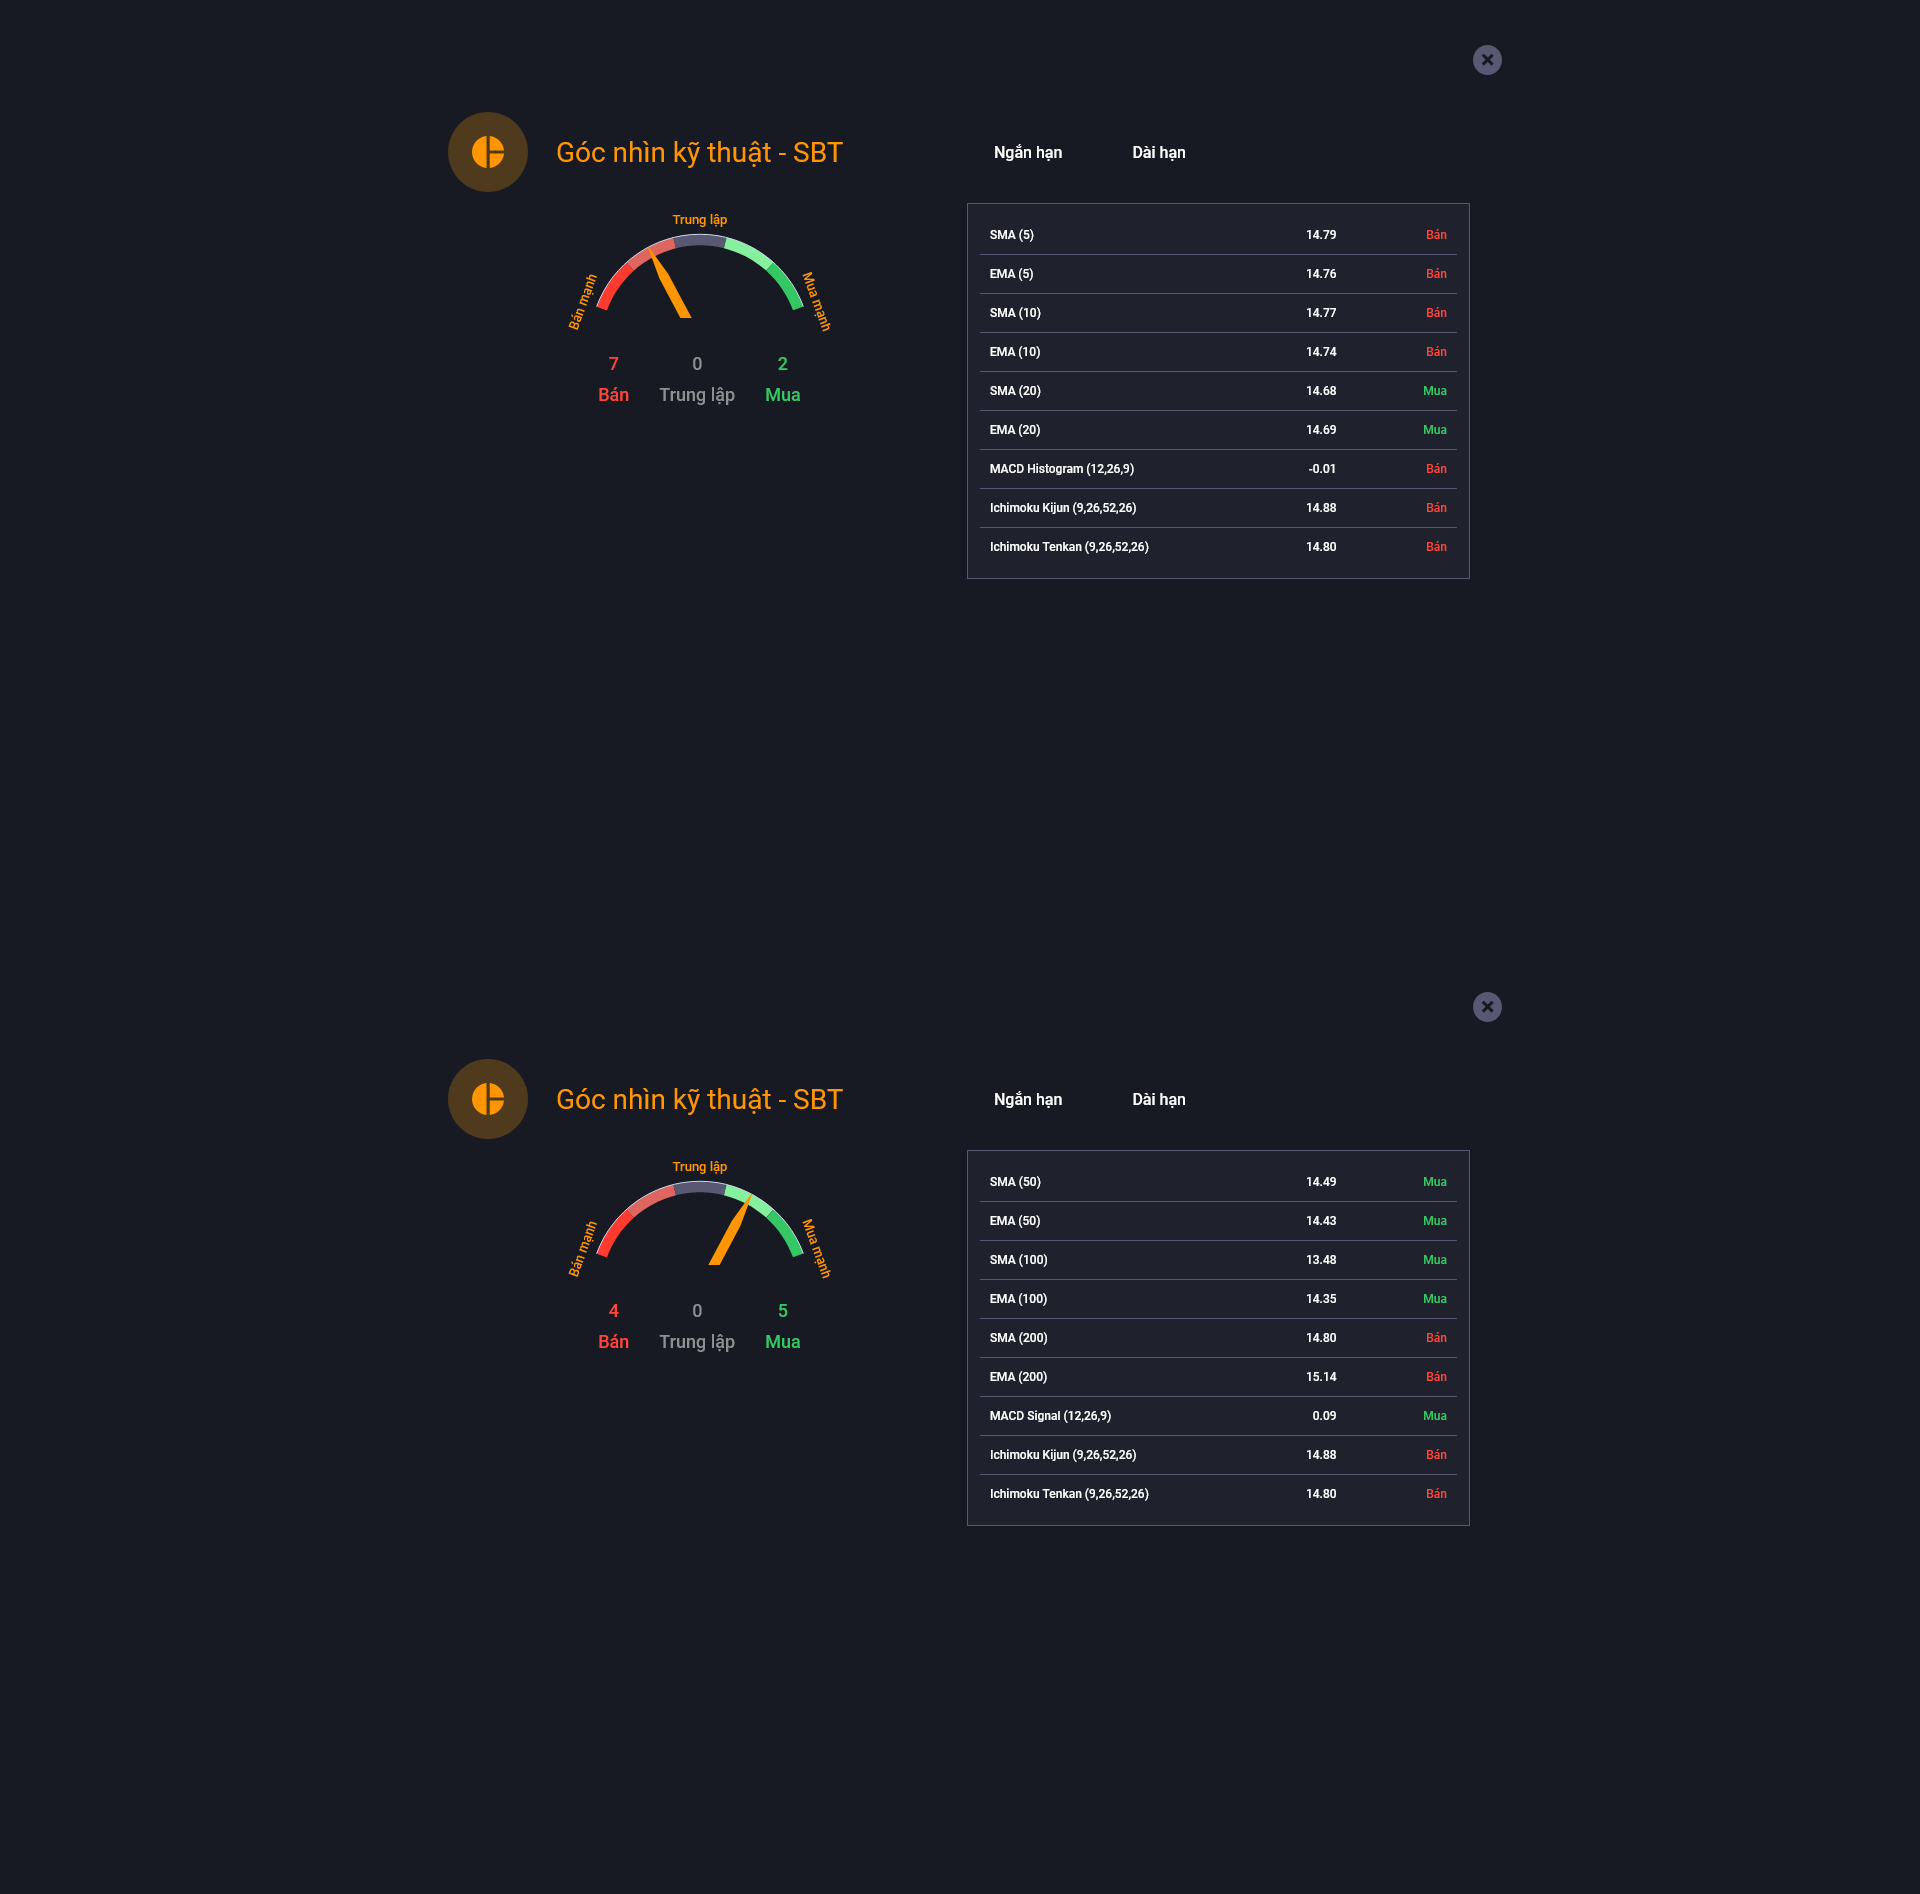 Góc nhìn kỹ thuật - SBT
Ngắn hạn Dài hạn
Trung lập
Bán mạnh
Mua mạnh
7 0 2
Bán Trung lập Mua
SMA (5) 14.79 Bán
EMA (5) 14.76 Bán
SMA (10) 14.77 Bán
EMA (10) 14.74 Bán
SMA (20) 14.68 Mua
EMA (20) 14.69 Mua
MACD Histogram (12,26,9) -0.01 Bán
Ichimoku Kijun (9,26,52,26) 14.88 Bán
Ichimoku Tenkan (9,26,52,26) 14.80 Bán
Góc nhìn kỹ thuật - SBT
Ngắn hạn Dài hạn
Trung lập
Bán mạnh
Mua mạnh
4 0 5
Bán Trung lập Mua
SMA (50) 14.49 Mua
EMA (50) 14.43 Mua
SMA (100) 13.48 Mua
EMA (100) 14.35 Mua
SMA (200) 14.80 Bán
EMA (200) 15.14 Bán
MACD Signal (12,26,9) 0.09 Mua
Ichimoku Kijun (9,26,52,26) 14.88 Bán
Ichimoku Tenkan (9,26,52,26) 14.80 Bán